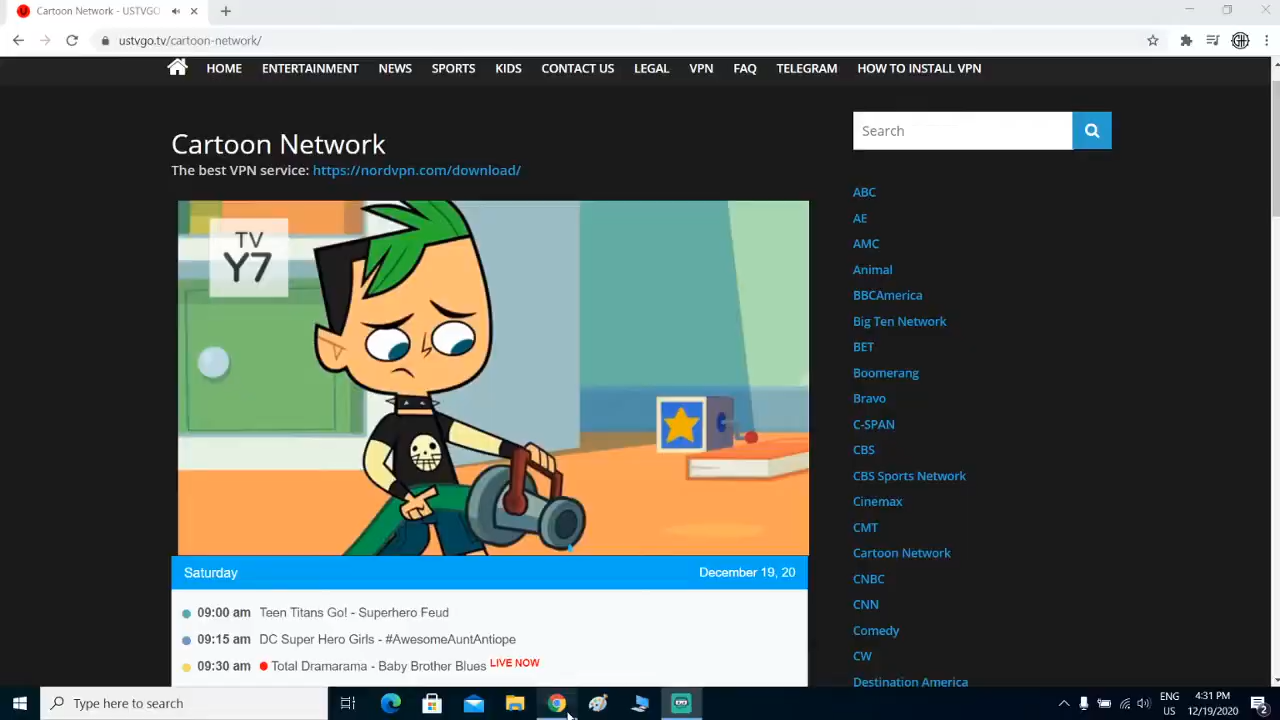 Cartoon Network - USTVGO
ustvgo.tv/cartoon-network/
HOME ENTERTAINMENT NEWS SPORTS KIDS CONTACT US LEGAL VPN FAQ TELEGRAM HOW TO INSTALL VPN
Cartoon Network
The best VPN service: https://nordvpn.com/download/
TV
Y7
Saturday December 19, 20
09:00 am Teen Titans Go! - Superhero Feud
09:15 am DC Super Hero Girls - #AwesomeAuntAntiope
09:30 am Total Dramarama - Baby Brother Blues LIVE NOW
Search
ABC
AE
AMC
Animal
BBCAmerica
Big Ten Network
BET
Boomerang
Bravo
C-SPAN
CBS
CBS Sports Network
Cinemax
CMT
Cartoon Network
CNBC
CNN
Comedy
CW
Destination America
Type here to search
ENG
US
4:31 PM
12/19/2020
2